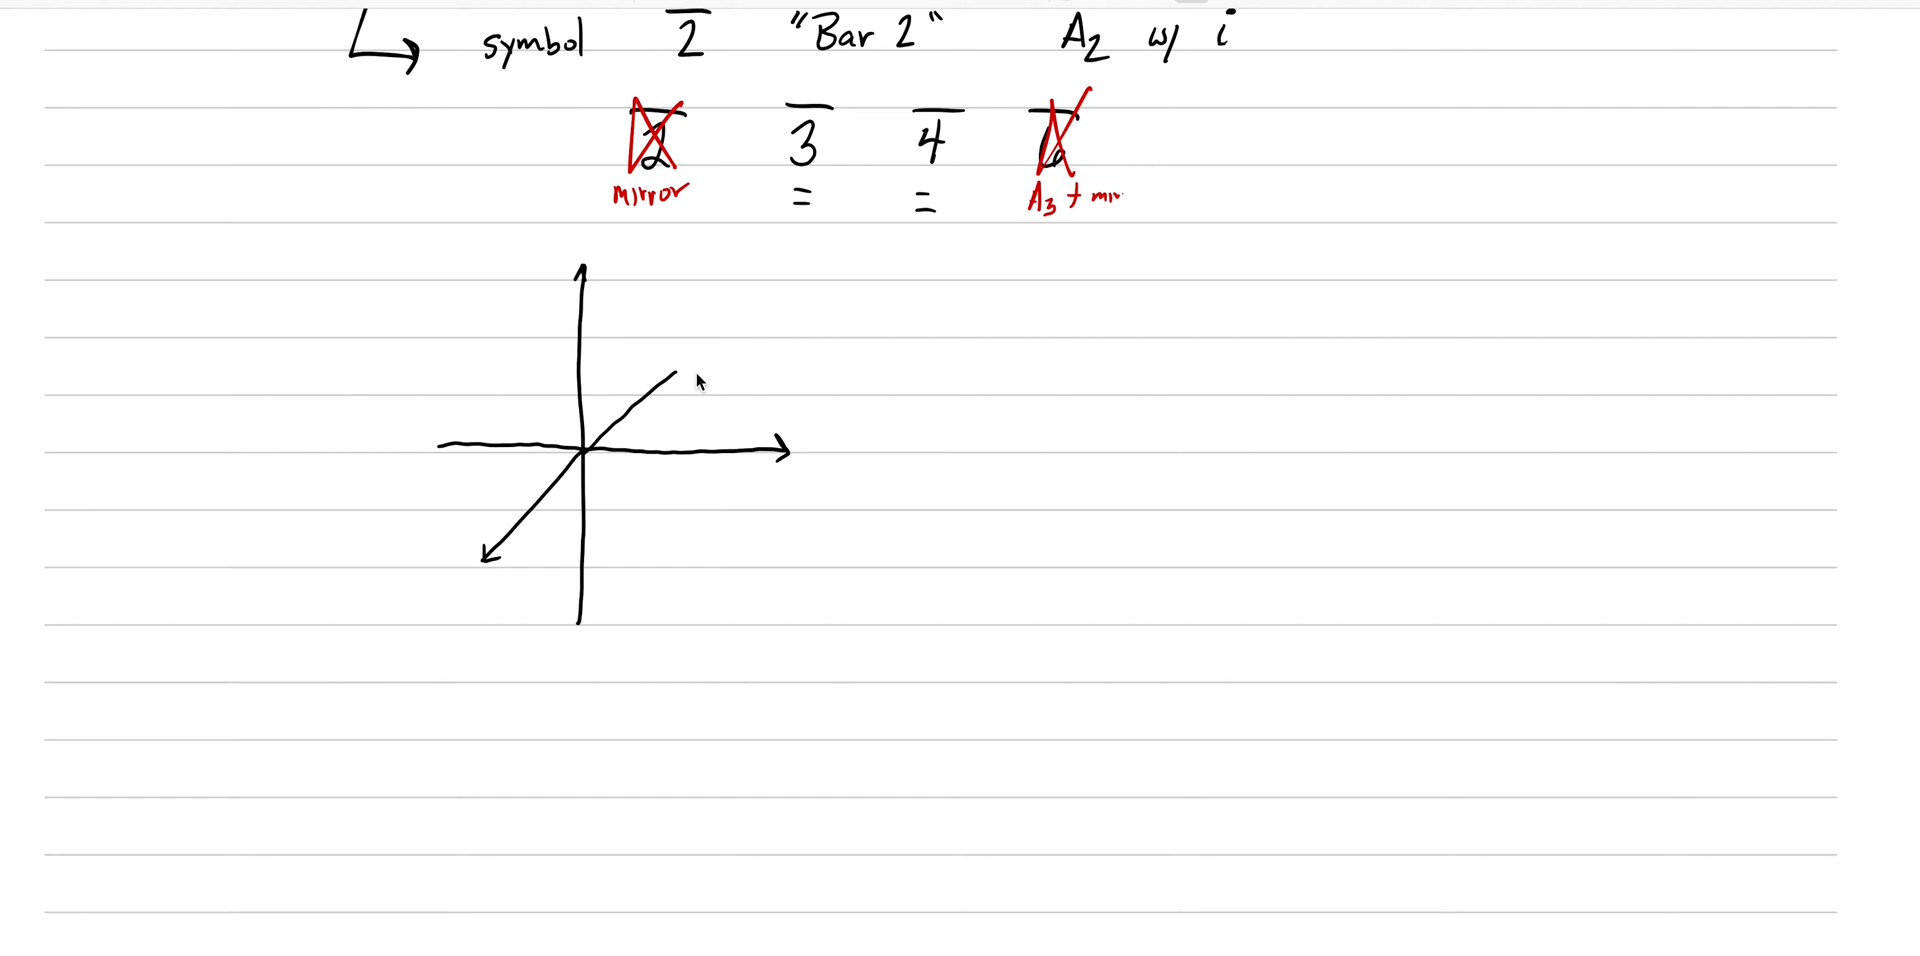 symbol 2̅ "Bar 2" A₂ w/ i
2̅ 3̅ 4̅ 6̅
mirror = = A₃ + mir